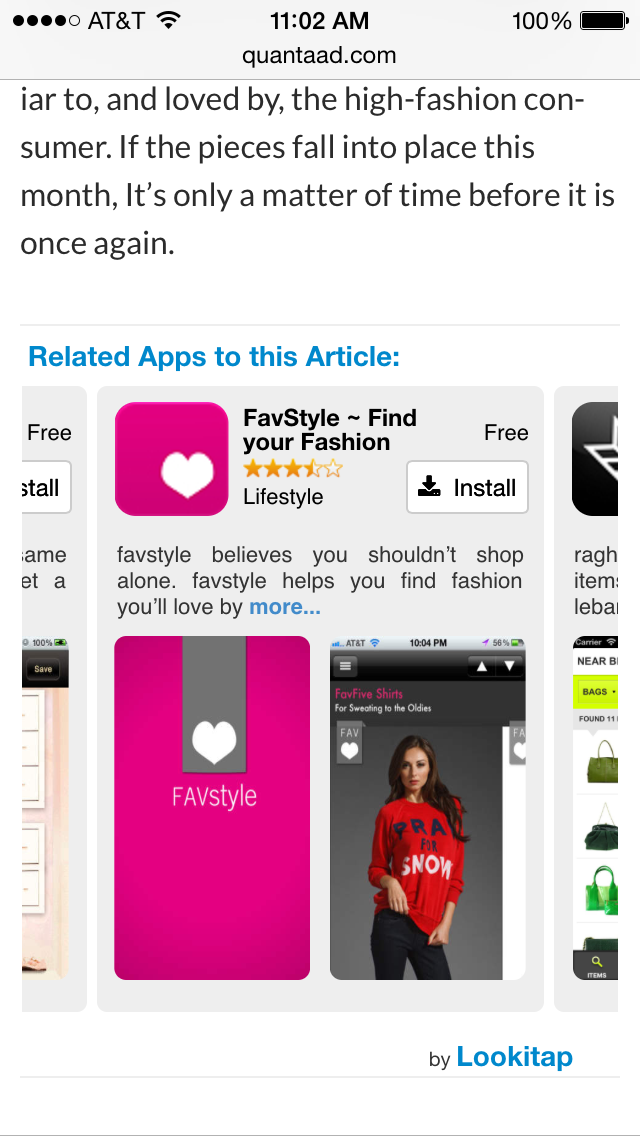 AT&T 11:02 AM 100%
quantaad.com
iar to, and loved by, the high-fashion con-
sumer. If the pieces fall into place this
month, It’s only a matter of time before it is
once again.
Related Apps to this Article:
Free
stall
ame
et a
100%
Save
FavStyle ~ Find
your Fashion
Free
Lifestyle
Install
favstyle believes you shouldn’t shop
alone. favstyle helps you find fashion
you’ll love by more...
FAVstyle
AT&T 10:04 PM 56%
FavFive Shirts
For Sweating to the Oldies
FAV
FA
PRAY
FOR
SNOW
ragh
items
leba
Carrier
NEAR B
BAGS
FOUND 11
ITEMS
by Lookitap